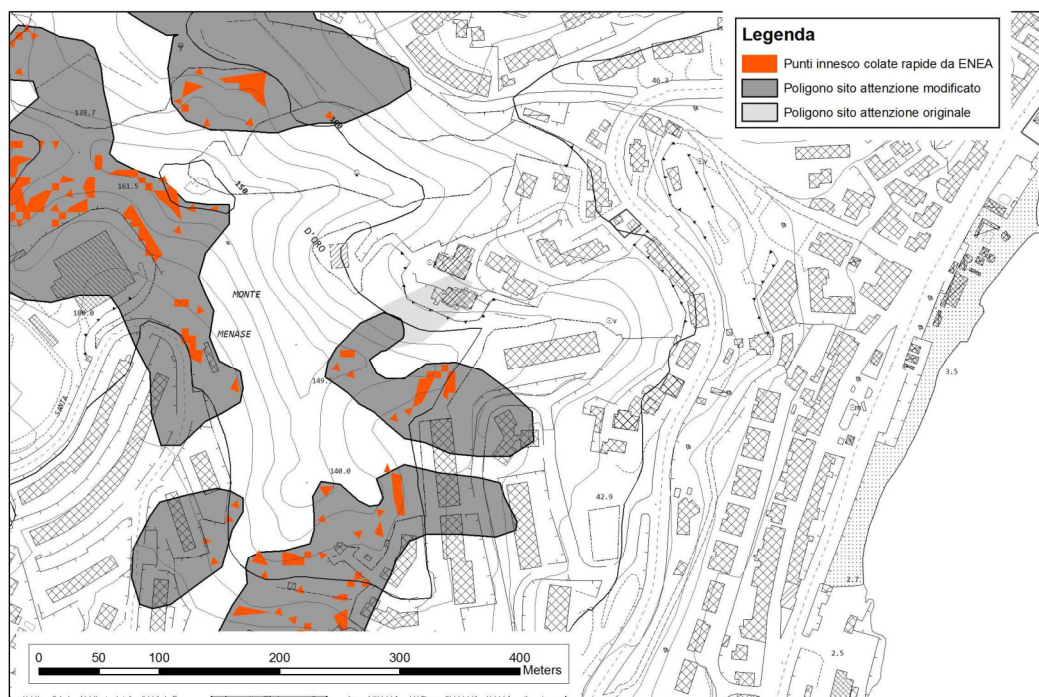 Legenda
Punti innesco colate rapide da ENEA
Poligono sito attenzione modificato
Poligono sito attenzione originale
46.3
139.7
100
161.5
150
D'ORO
MONTE
100.0
MENASE
3.5
SANTA
140.0
42.9
2.7
2.5
0 50 100 200 300 400
Meters